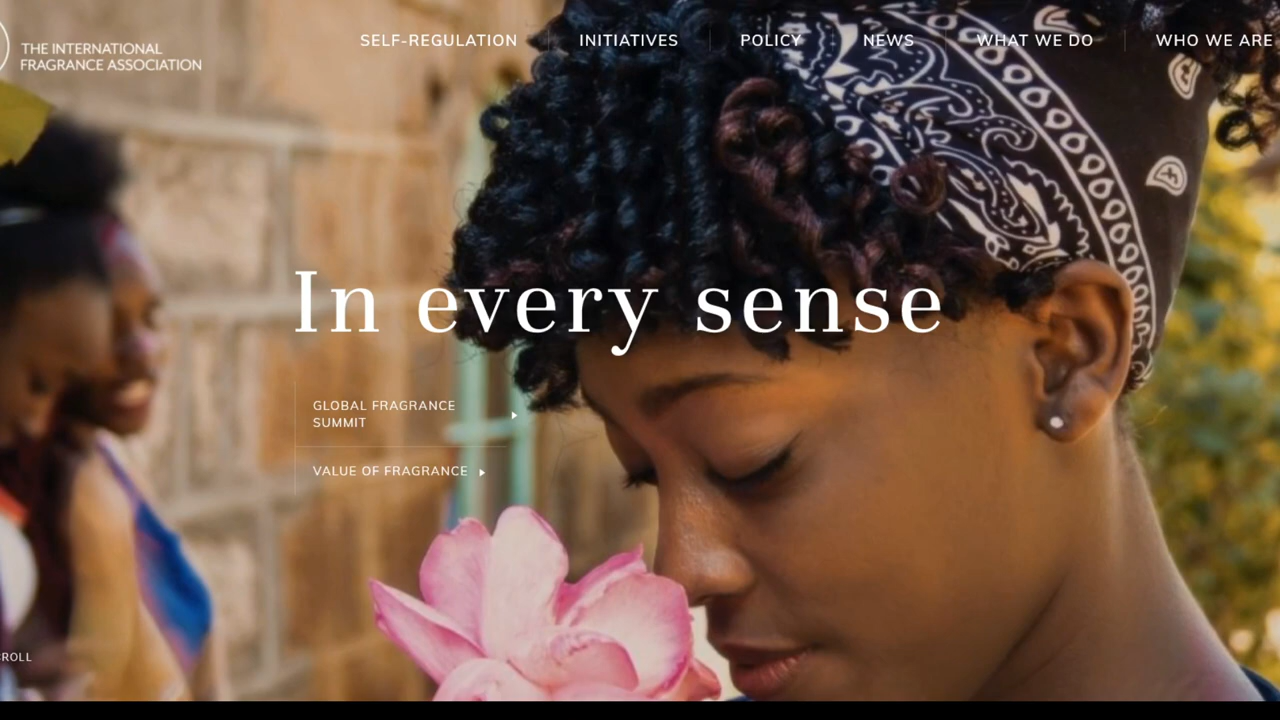 THE INTERNATIONAL
FRAGRANCE ASSOCIATION
SELF-REGULATION
INITIATIVES
POLICY
NEWS
WHAT WE DO
WHO WE ARE
In every sense
GLOBAL FRAGRANCE
SUMMIT
VALUE OF FRAGRANCE